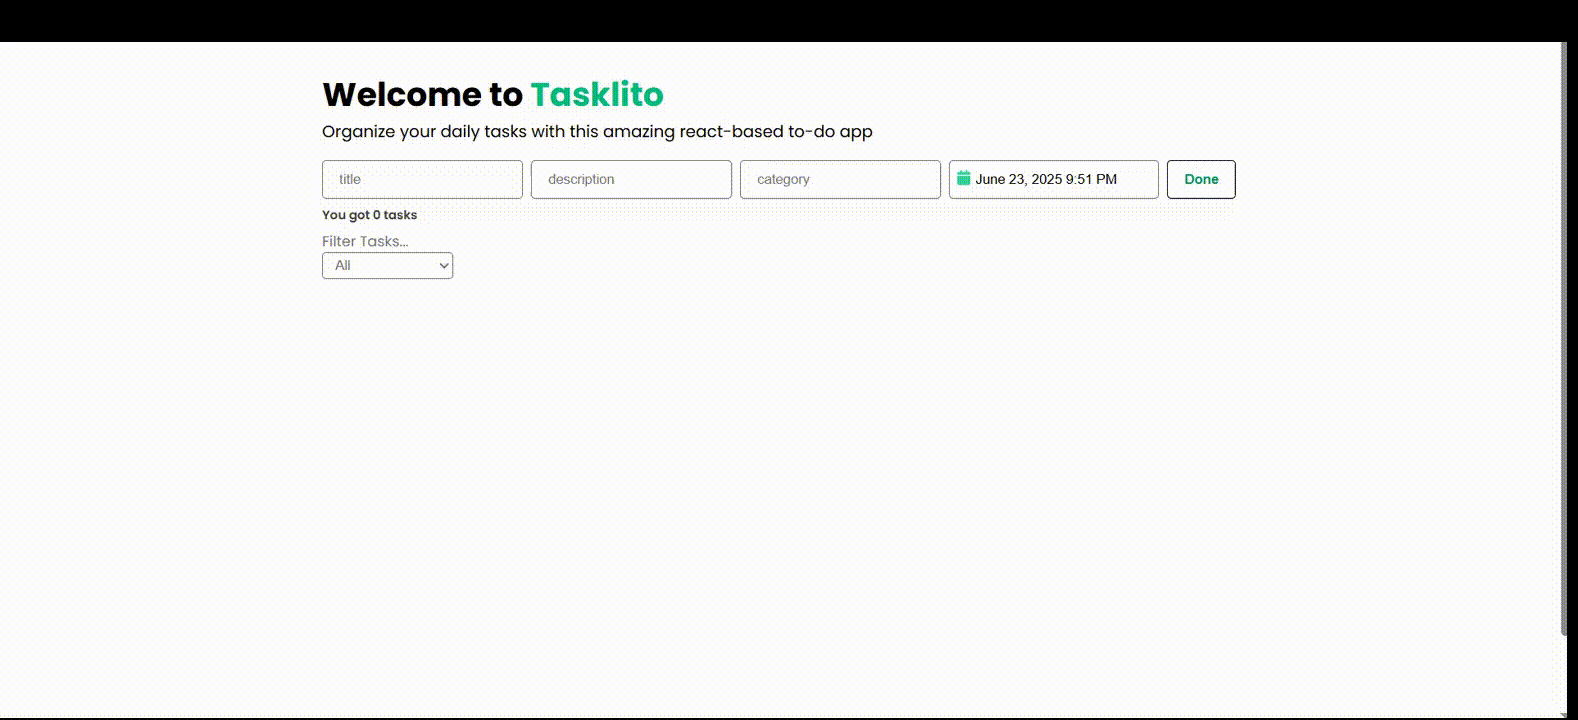 Welcome to Tasklito
Organize your daily tasks with this amazing react-based to-do app
title
description
category
June 23, 2025 9:51 PM
Done
You got 0 tasks
Filter Tasks...
All